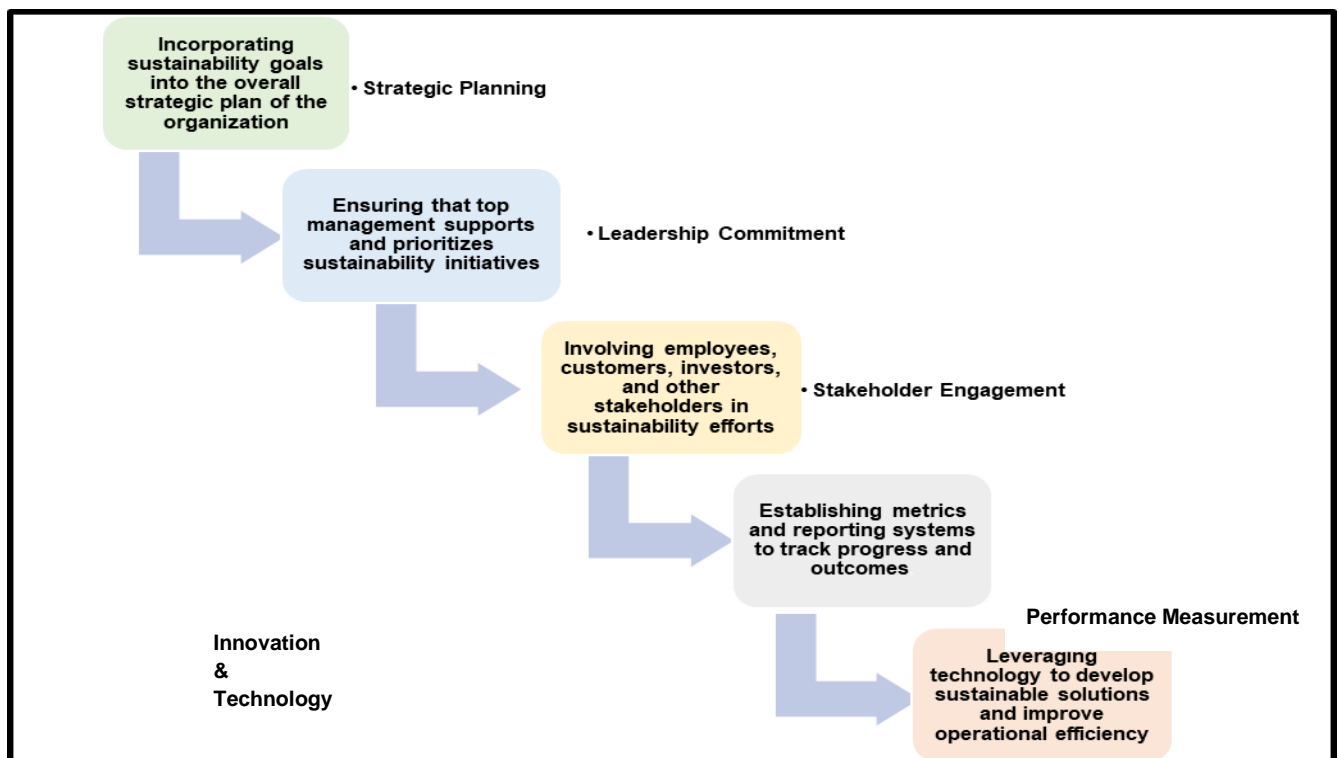 Incorporating
sustainability goals
into the overall
strategic plan of the
organization
• Strategic Planning
Ensuring that top
management supports
and prioritizes
sustainability initiatives
• Leadership Commitment
Involving employees,
customers, investors,
and other
stakeholders in
sustainability efforts
• Stakeholder Engagement
Establishing metrics
and reporting systems
to track progress and
outcomes
Performance Measurement
Innovation
&
Technology
Leveraging
technology to develop
sustainable solutions
and improve
operational efficiency